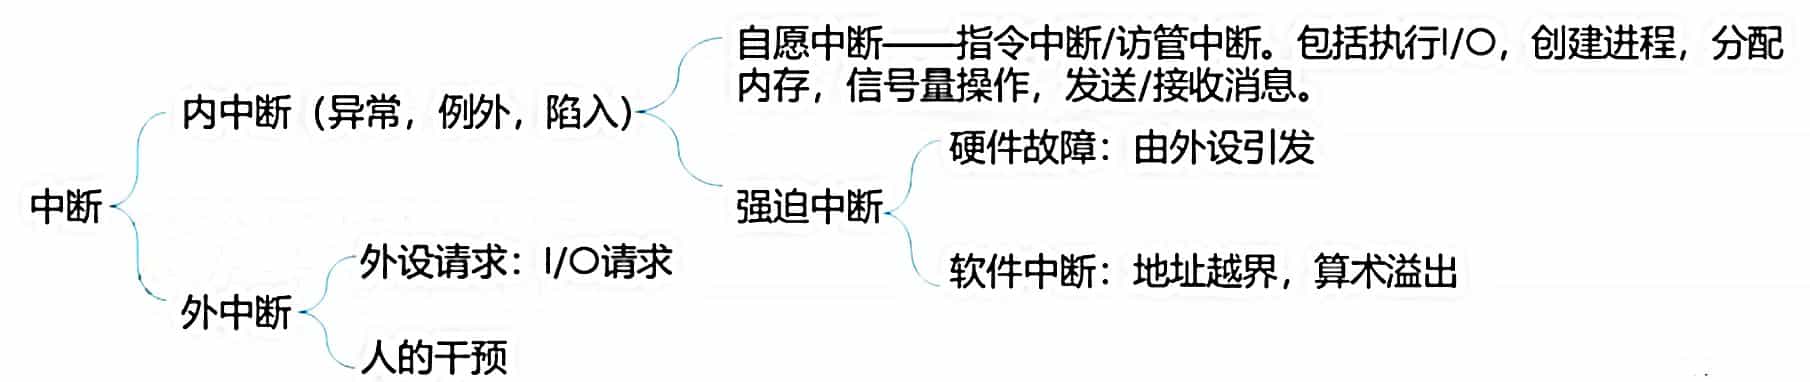 自愿中断——指令中断/访管中断。包括执行I/O，创建进程，分配
内存，信号量操作，发送/接收消息。
内中断（异常，例外，陷入）
硬件故障：由外设引发
中断
强迫中断
外设请求：I/O请求
软件中断：地址越界，算术溢出
外中断
人的干预